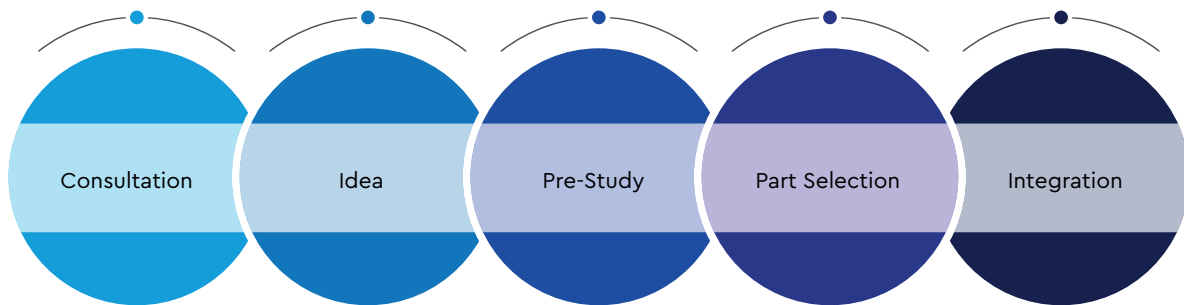 Consultation
Idea
Pre-Study
Part Selection
Integration